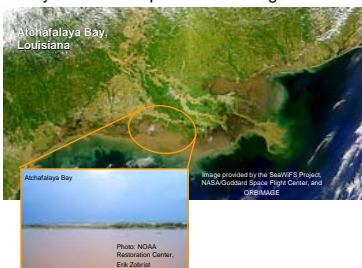 Atchafalaya Bay,
Louisiana
Image provided by the SeaWiFS Project,
NASA/Goddard Space Flight Center, and
ORBIMAGE
Atchafalaya Bay
Photo: NOAA
Restoration Center,
Erik Zobrist